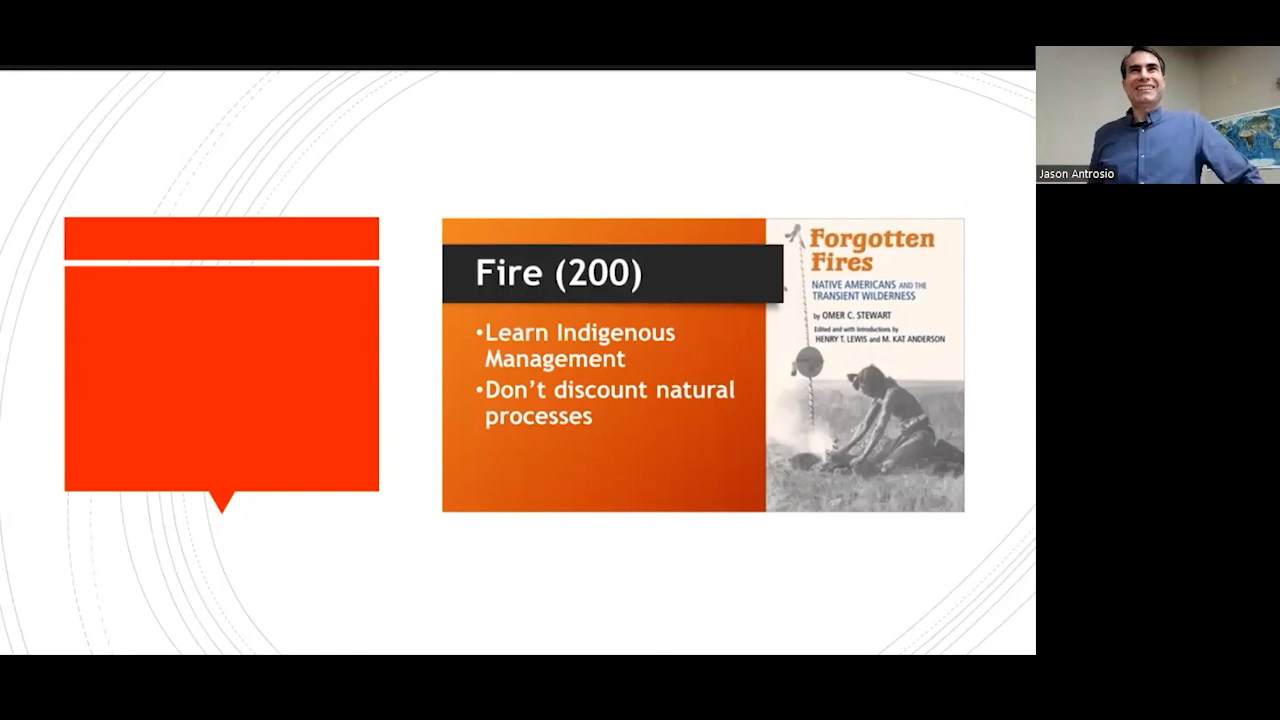 Jason Antrosio
Fire (200)
•Learn Indigenous
Management
•Don’t discount natural
processes
Forgotten
Fires
NATIVE AMERICANS AND THE
TRANSIENT WILDERNESS
by OMER C. STEWART
Edited and with Introductions by
HENRY T. LEWIS and M. KAT ANDERSON